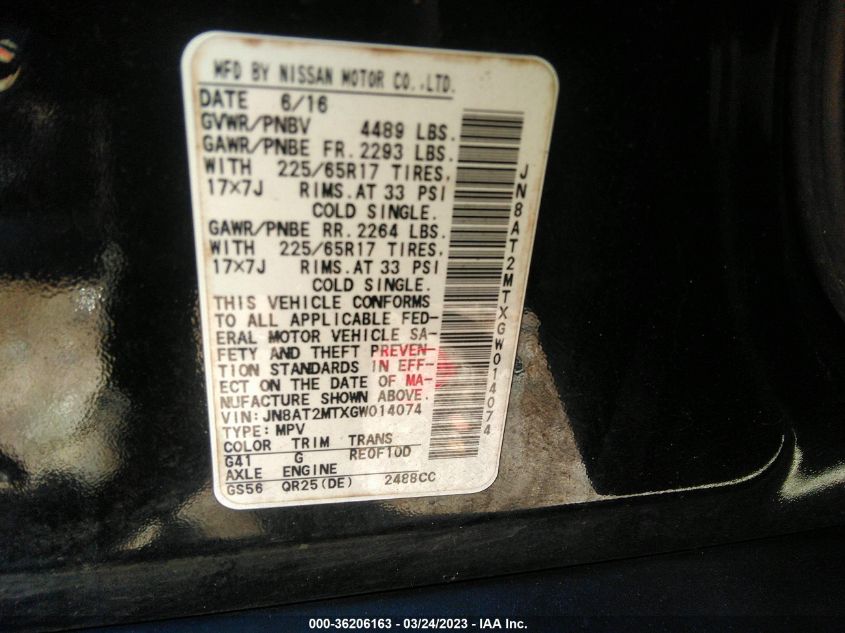 MFD BY NISSAN MOTOR CO.,LTD.
DATE 6/16
GVWR/PNBV 4489 LBS.
GAWR/PNBE FR. 2293 LBS.
WITH 225/65R17 TIRES,
17×7J RIMS.AT 33 PSI
COLD SINGLE.
GAWR/PNBE RR. 2264 LBS.
WITH 225/65R17 TIRES,
17×7J RIMS.AT 33 PSI
COLD SINGLE.
THIS VEHICLE CONFORMS
TO ALL APPLICABLE FED-
ERAL MOTOR VEHICLE SA-
FETY AND THEFT PREVEN-
TION STANDARDS IN EFF-
ECT ON THE DATE OF MA-
NUFACTURE SHOWN ABOVE.
VIN:JN8AT2MTXGW014074
TYPE:MPV
COLOR TRIM TRANS
G41 G RE0F10D
AXLE ENGINE
GS56 QR25(DE) 2488CC
JN8AT2MTXGW014074
000-36206163 - 03/24/2023 - IAA Inc.